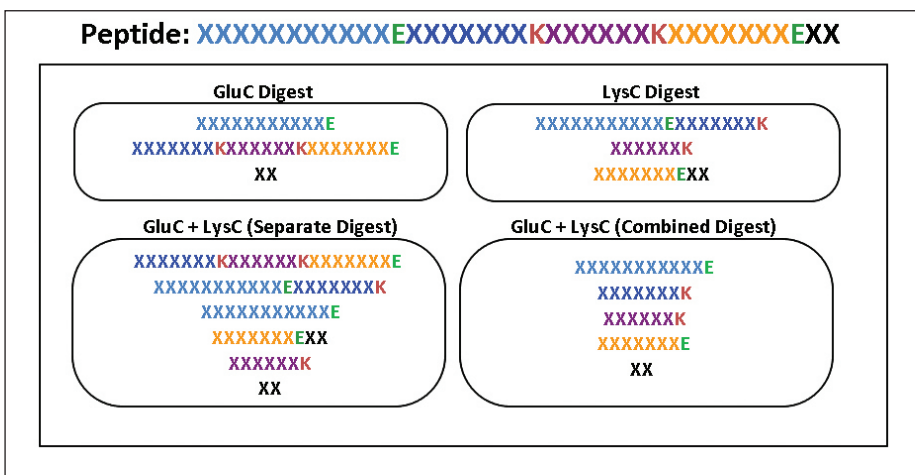 Peptide: XXXXXXXXXXXEXXXXXXXKXXXXXXKXXXXXXXEXX
GluC Digest
XXXXXXXXXXXE
XXXXXXXKXXXXXXKXXXXXXXE
XX
LysC Digest
XXXXXXXXXXXEXXXXXXXK
XXXXXXK
XXXXXXXEXX
GluC + LysC (Separate Digest)
XXXXXXXKXXXXXXKXXXXXXXE
XXXXXXXXXXXEXXXXXXXK
XXXXXXXXXXXE
XXXXXXXEXX
XXXXXXK
XX
GluC + LysC (Combined Digest)
XXXXXXXXXXXE
XXXXXXXK
XXXXXXK
XXXXXXXE
XX